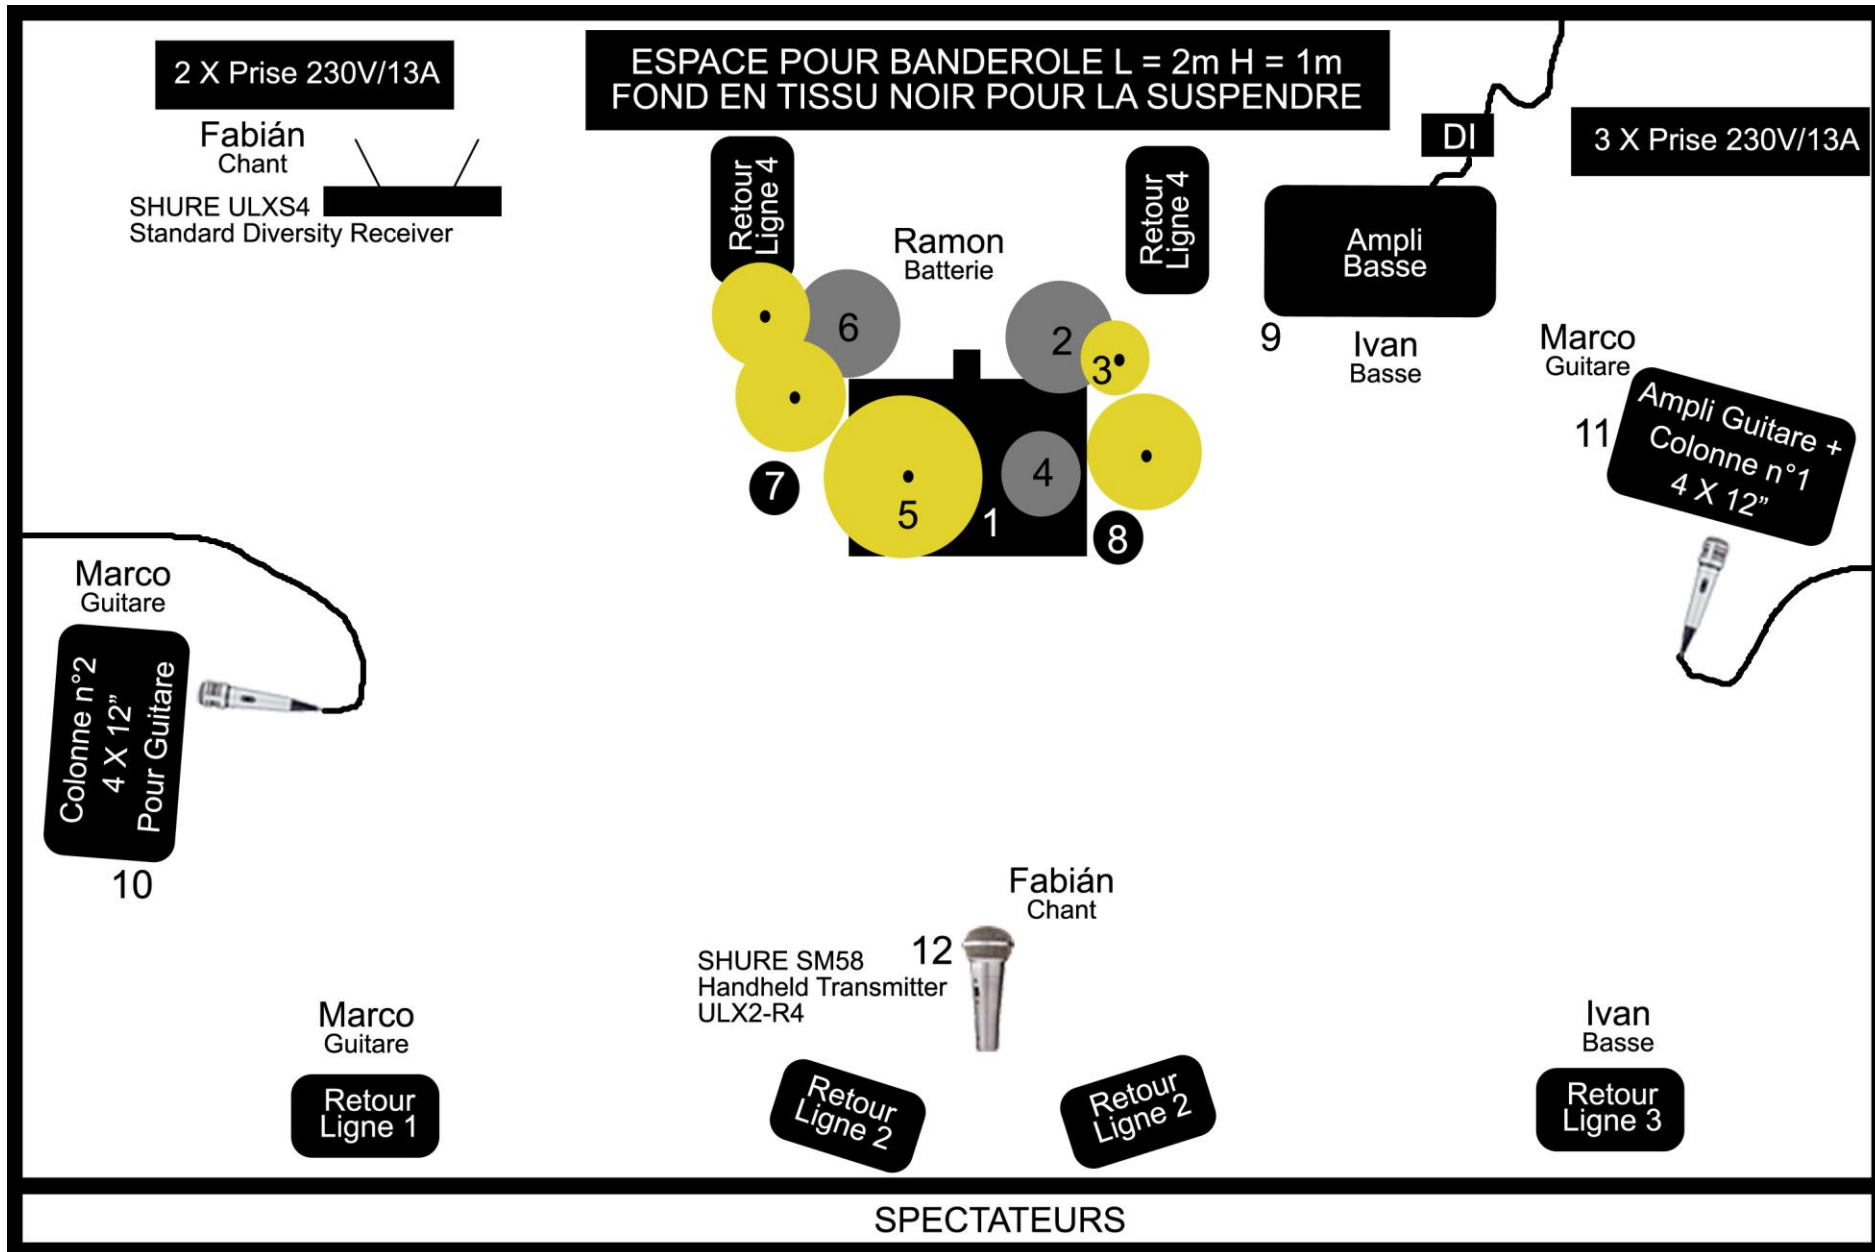 2 X Prise 230V/13A
ESPACE POUR BANDEROLE L = 2m H = 1m
FOND EN TISSU NOIR POUR LA SUSPENDRE
3 X Prise 230V/13A
Fabián
Chant
SHURE ULXS4
Standard Diversity Receiver
Retour
Ligne 4
Ramon
Batterie
Retour
Ligne 4
DI
Ampli
Basse
9
Ivan
Basse
Marco
Guitare
11
Ampli Guitare +
Colonne n°1
4 X 12”
6
2
3
4
5
1
7
8
Marco
Guitare
Colonne n°2
4 X 12”
Pour Guitare
10
Fabián
Chant
12
SHURE SM58
Handheld Transmitter
ULX2-R4
Marco
Guitare
Retour
Ligne 1
Retour
Ligne 2
Retour
Ligne 2
Ivan
Basse
Retour
Ligne 3
SPECTATEURS